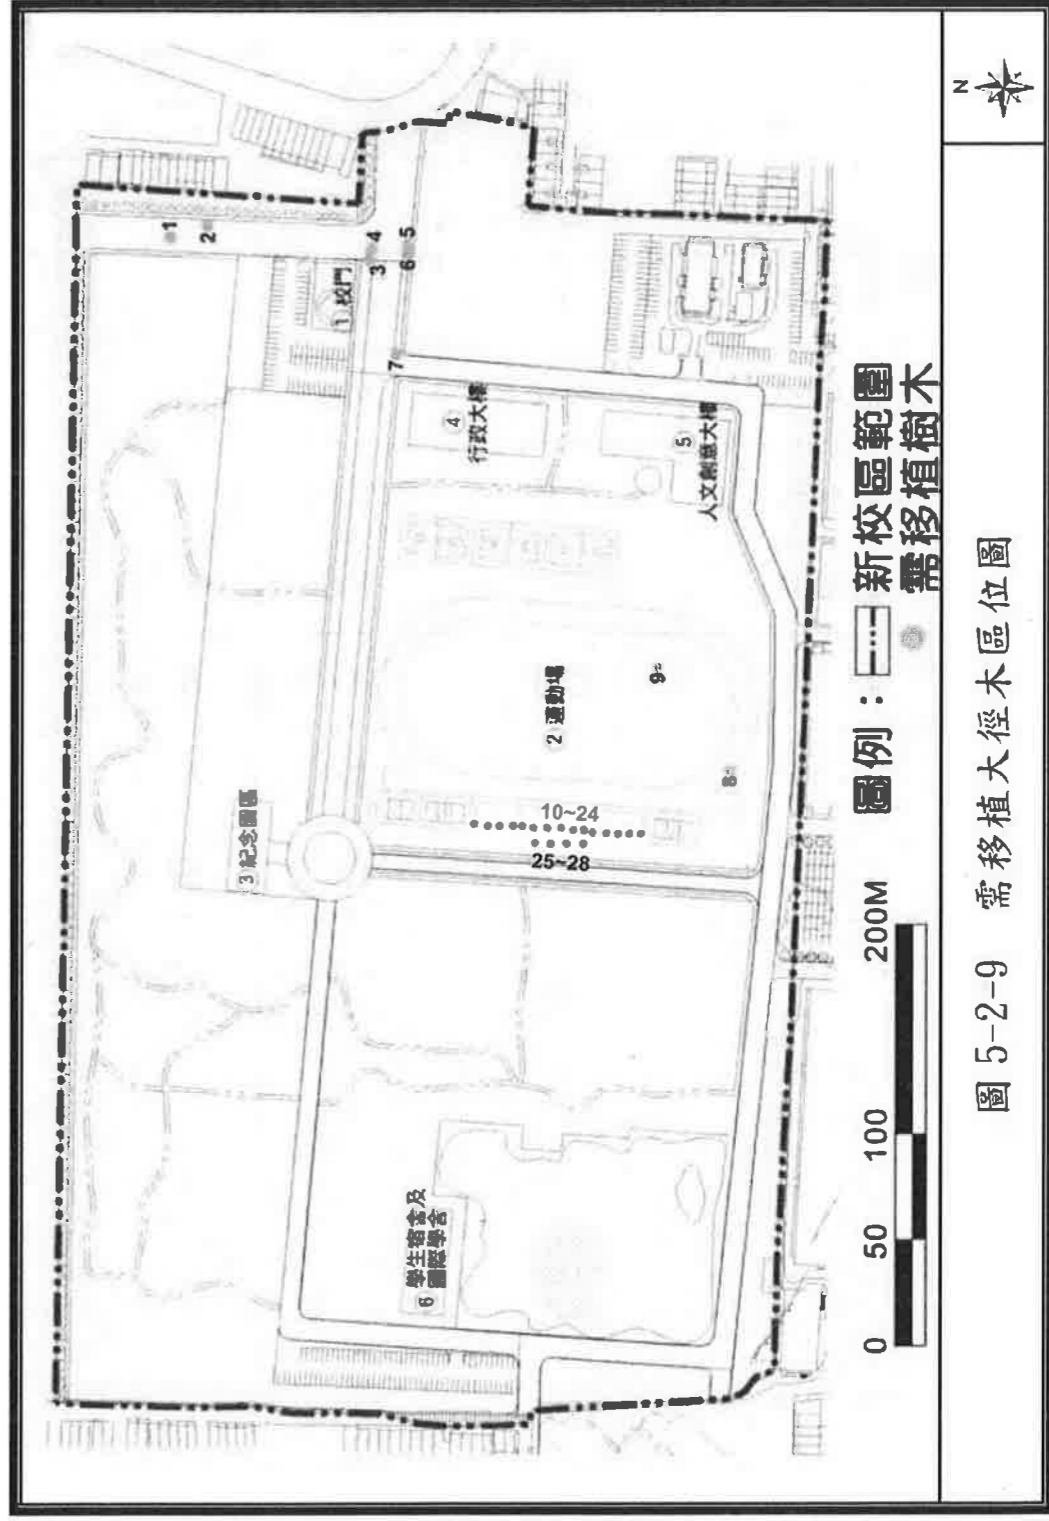 N
1
2
3
4
5
6
7
① 校門
④
行政大樓
⑤
人文創意大樓
② 運動場
9
8
③ 紀念園區
10~24
25~28
⑥ 學生宿舍及
國際學舍
圖例：
新校區範圍
需移植樹木
0
50
100
200M
圖 5-2-9 需移植大徑木區位圖